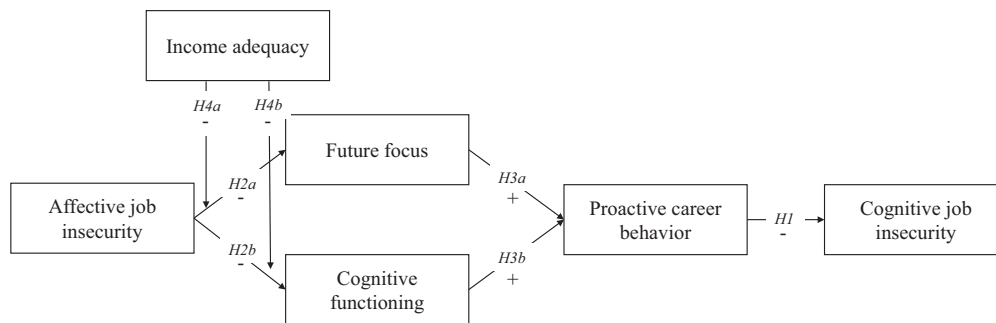 Income adequacy
H4a
-
H4b
-
Future focus
H2a
-
H3a
+
Affective job
insecurity
Proactive career
behavior
H1
-
Cognitive job
insecurity
H2b
-
H3b
+
Cognitive
functioning